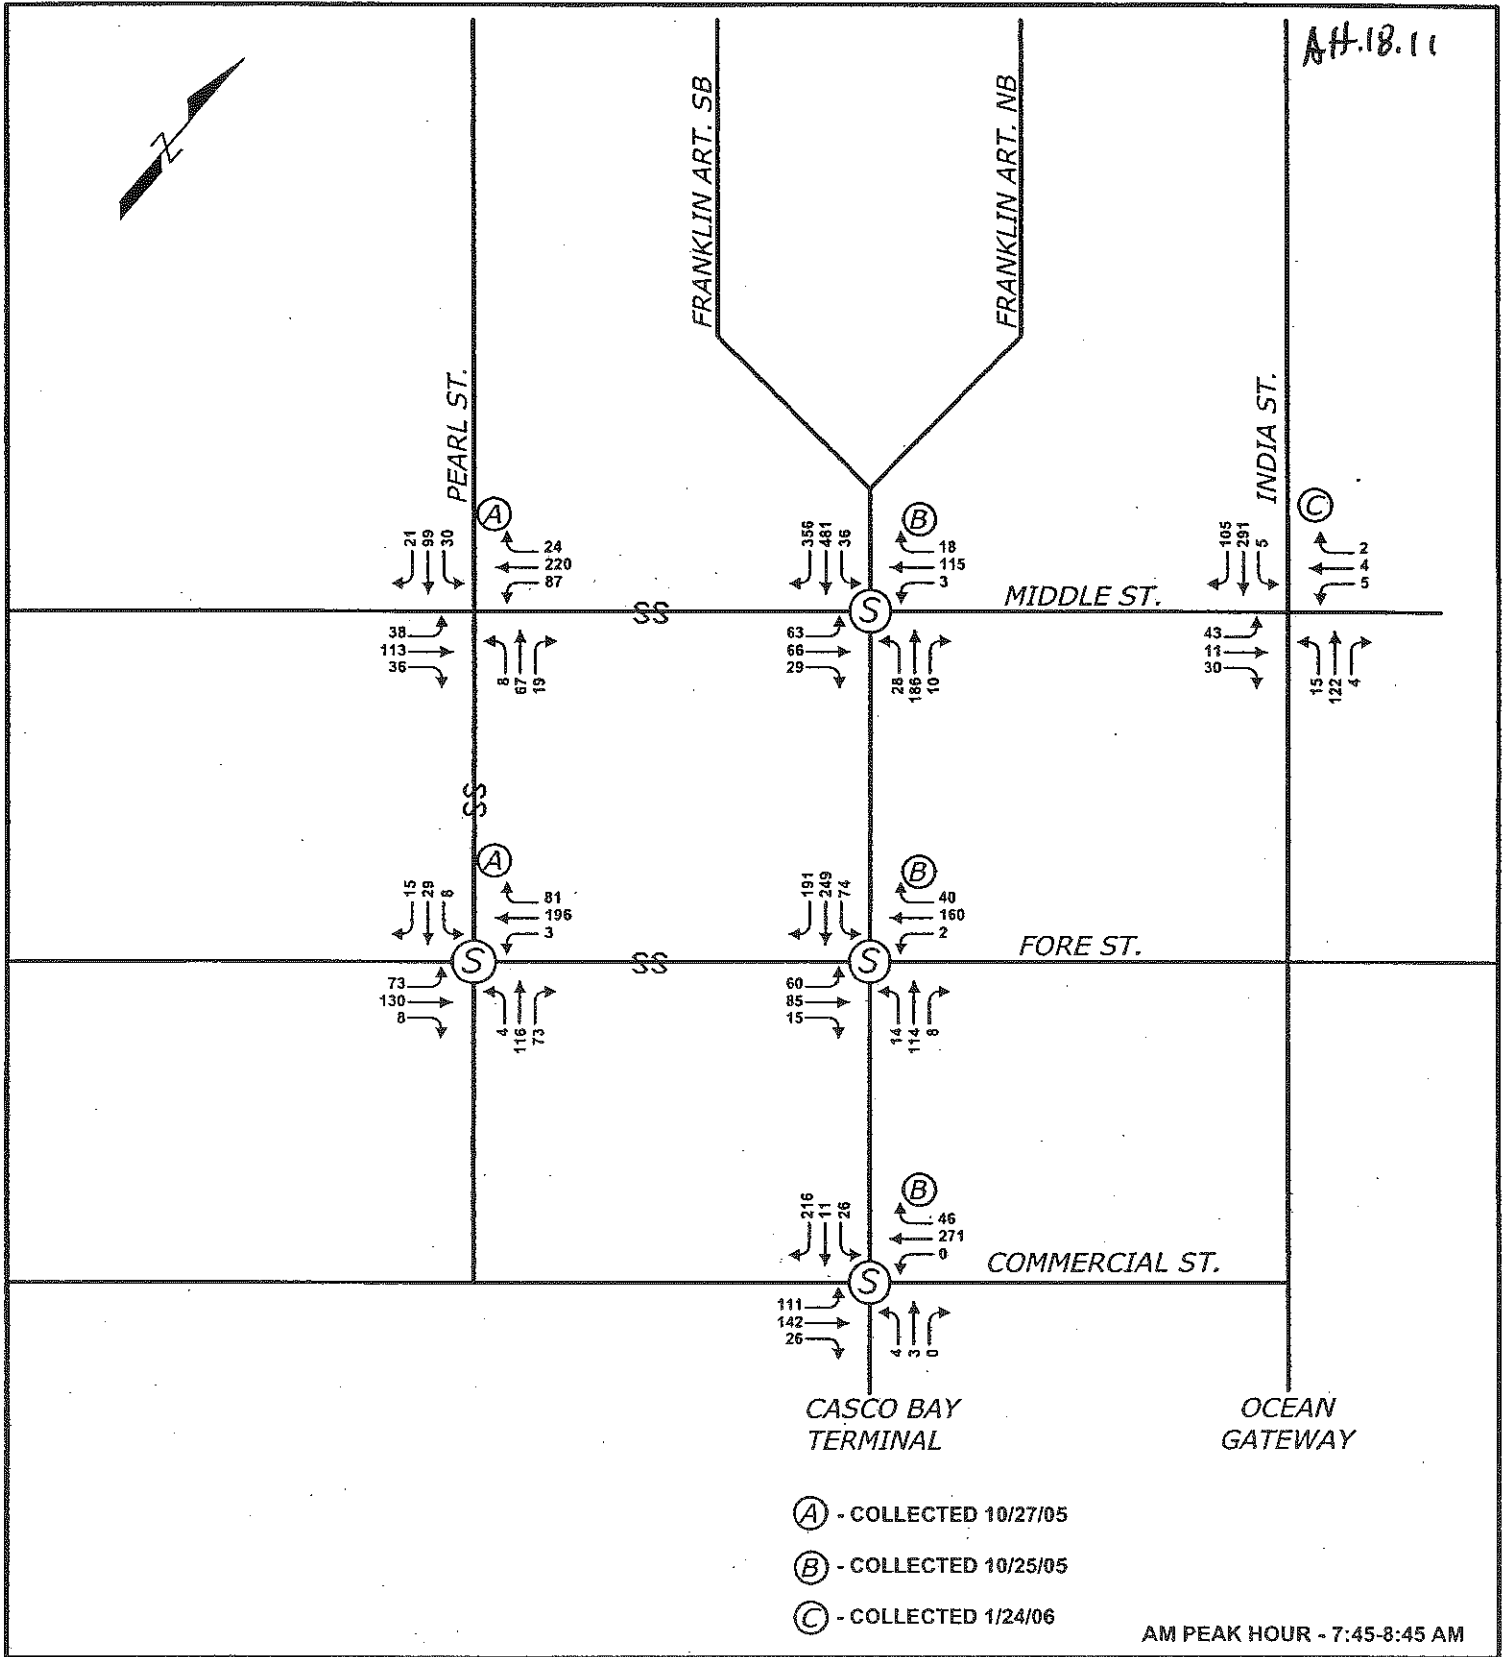 AH.18.11
FRANKLIN ART. SB
FRANKLIN ART. NB
PEARL ST.
INDIA ST.
Z
A
21 99 30
24
220
87
38
113
36
8 67 19
SS
B
356 481 36
18
115
3
S
MIDDLE ST.
63
66
29
28 186 10
C
105 291 5
2
4
5
43
11
30
15 122 4
SS
A
15 29 8
81
196
3
S
73
130
8
4 116 73
SS
B
191 249 74
40
160
2
S
FORE ST.
60
85
15
14 114 8
B
216 11 26
46
271
0
S
COMMERCIAL ST.
111
142
26
4 3 0
CASCO BAY
TERMINAL
OCEAN
GATEWAY
A - COLLECTED 10/27/05
B - COLLECTED 10/25/05
C - COLLECTED 1/24/06
AM PEAK HOUR - 7:45-8:45 AM